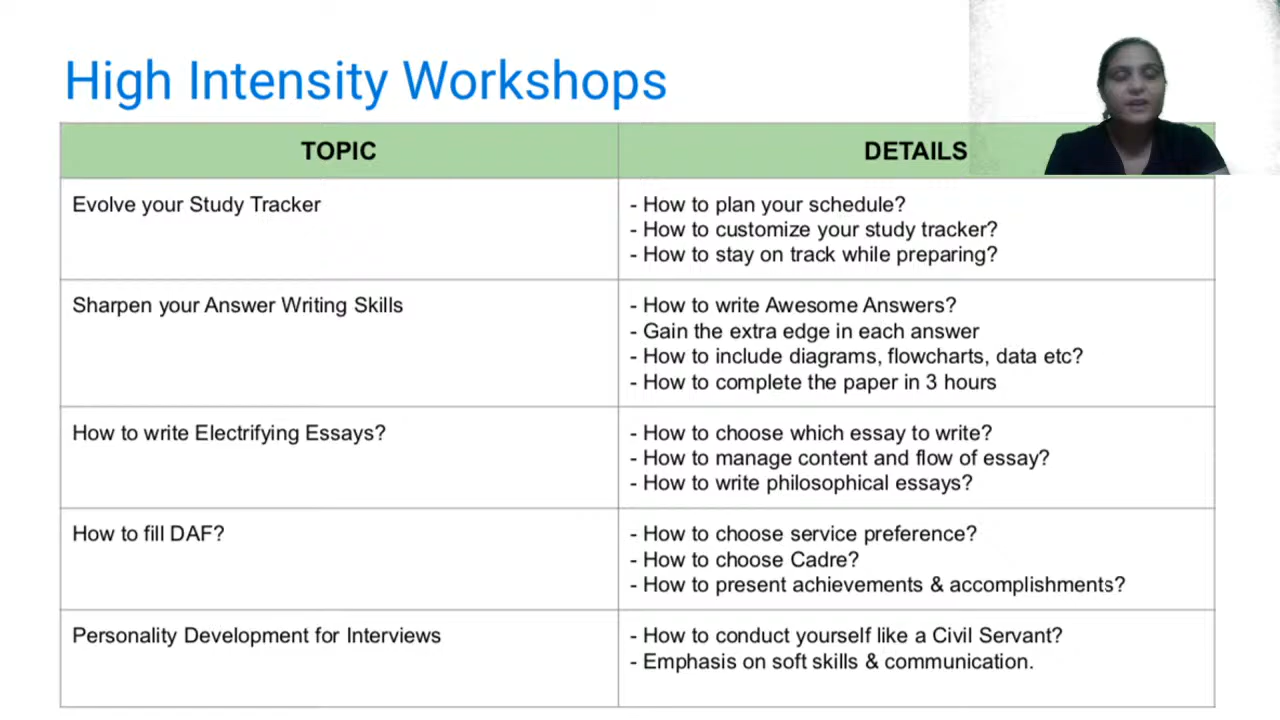 High Intensity Workshops
TOPIC
DETAILS
Evolve your Study Tracker
- How to plan your schedule?
- How to customize your study tracker?
- How to stay on track while preparing?
Sharpen your Answer Writing Skills
- How to write Awesome Answers?
- Gain the extra edge in each answer
- How to include diagrams, flowcharts, data etc?
- How to complete the paper in 3 hours
How to write Electrifying Essays?
- How to choose which essay to write?
- How to manage content and flow of essay?
- How to write philosophical essays?
How to fill DAF?
- How to choose service preference?
- How to choose Cadre?
- How to present achievements & accomplishments?
Personality Development for Interviews
- How to conduct yourself like a Civil Servant?
- Emphasis on soft skills & communication.